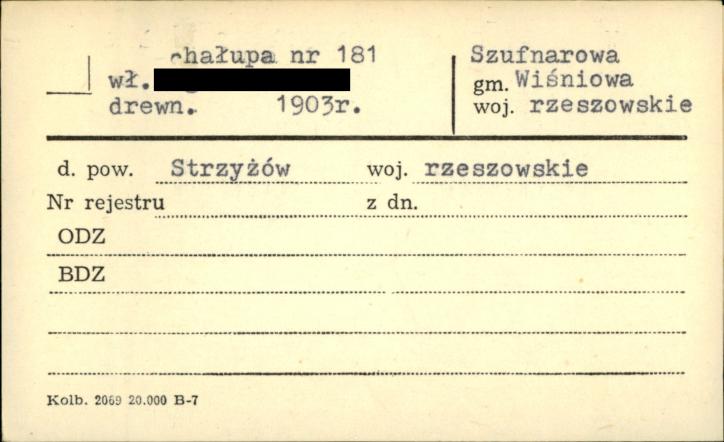 chałupa nr 181
wł.
drewn. 1903r.
Szufnarowa
gm. Wiśniowa
woj. rzeszowskie
d. pow. Strzyżów woj. rzeszowskie
Nr rejestru z dn.
ODZ
BDZ
Kolb. 2069 20.000 B-7